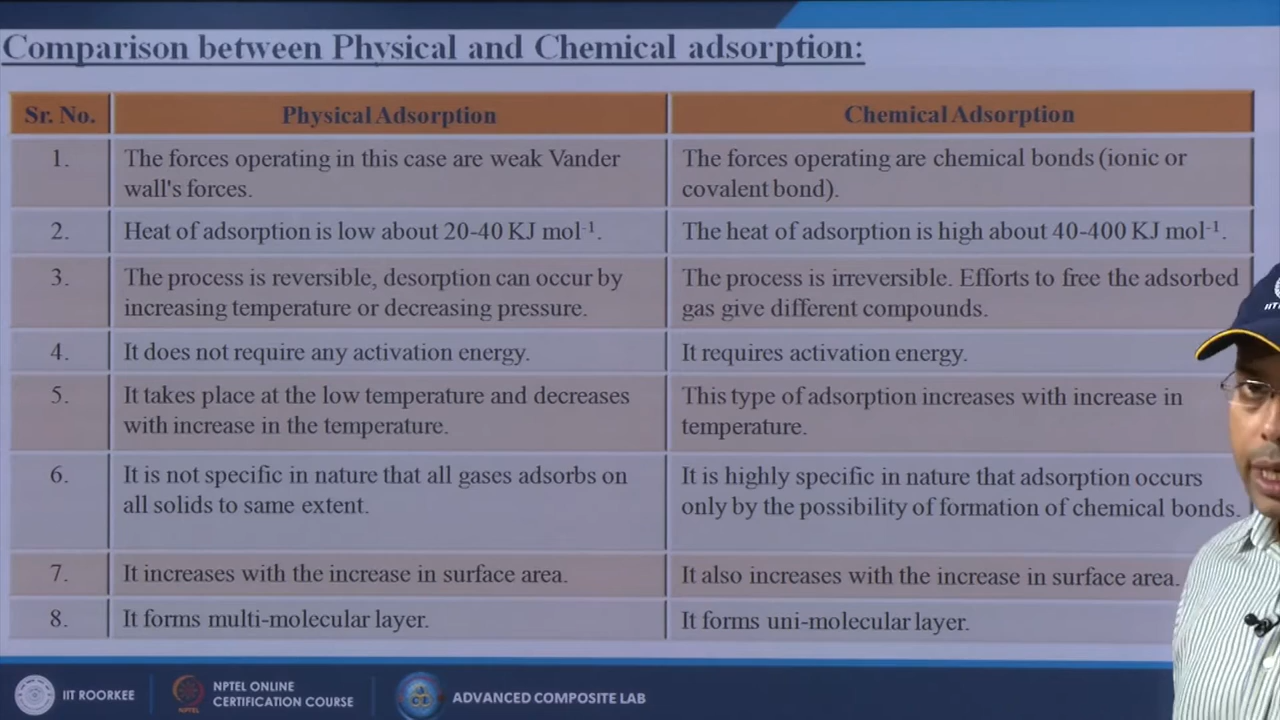 Comparison between Physical and Chemical adsorption:
Sr. No.
Physical Adsorption
Chemical Adsorption
1.
The forces operating in this case are weak Vander
wall's forces.
The forces operating are chemical bonds (ionic or
covalent bond).
2.
Heat of adsorption is low about 20-40 KJ mol⁻¹.
The heat of adsorption is high about 40-400 KJ mol⁻¹.
3.
The process is reversible, desorption can occur by
increasing temperature or decreasing pressure.
The process is irreversible. Efforts to free the adsorbed
gas give different compounds.
4.
It does not require any activation energy.
It requires activation energy.
5.
It takes place at the low temperature and decreases
with increase in the temperature.
This type of adsorption increases with increase in
temperature.
6.
It is not specific in nature that all gases adsorbs on
all solids to same extent.
It is highly specific in nature that adsorption occurs
only by the possibility of formation of chemical bonds.
7.
It increases with the increase in surface area.
It also increases with the increase in surface area.
8.
It forms multi-molecular layer.
It forms uni-molecular layer.
IIT ROORKEE
NPTEL
NPTEL ONLINE
CERTIFICATION COURSE
ADVANCED COMPOSITE LAB